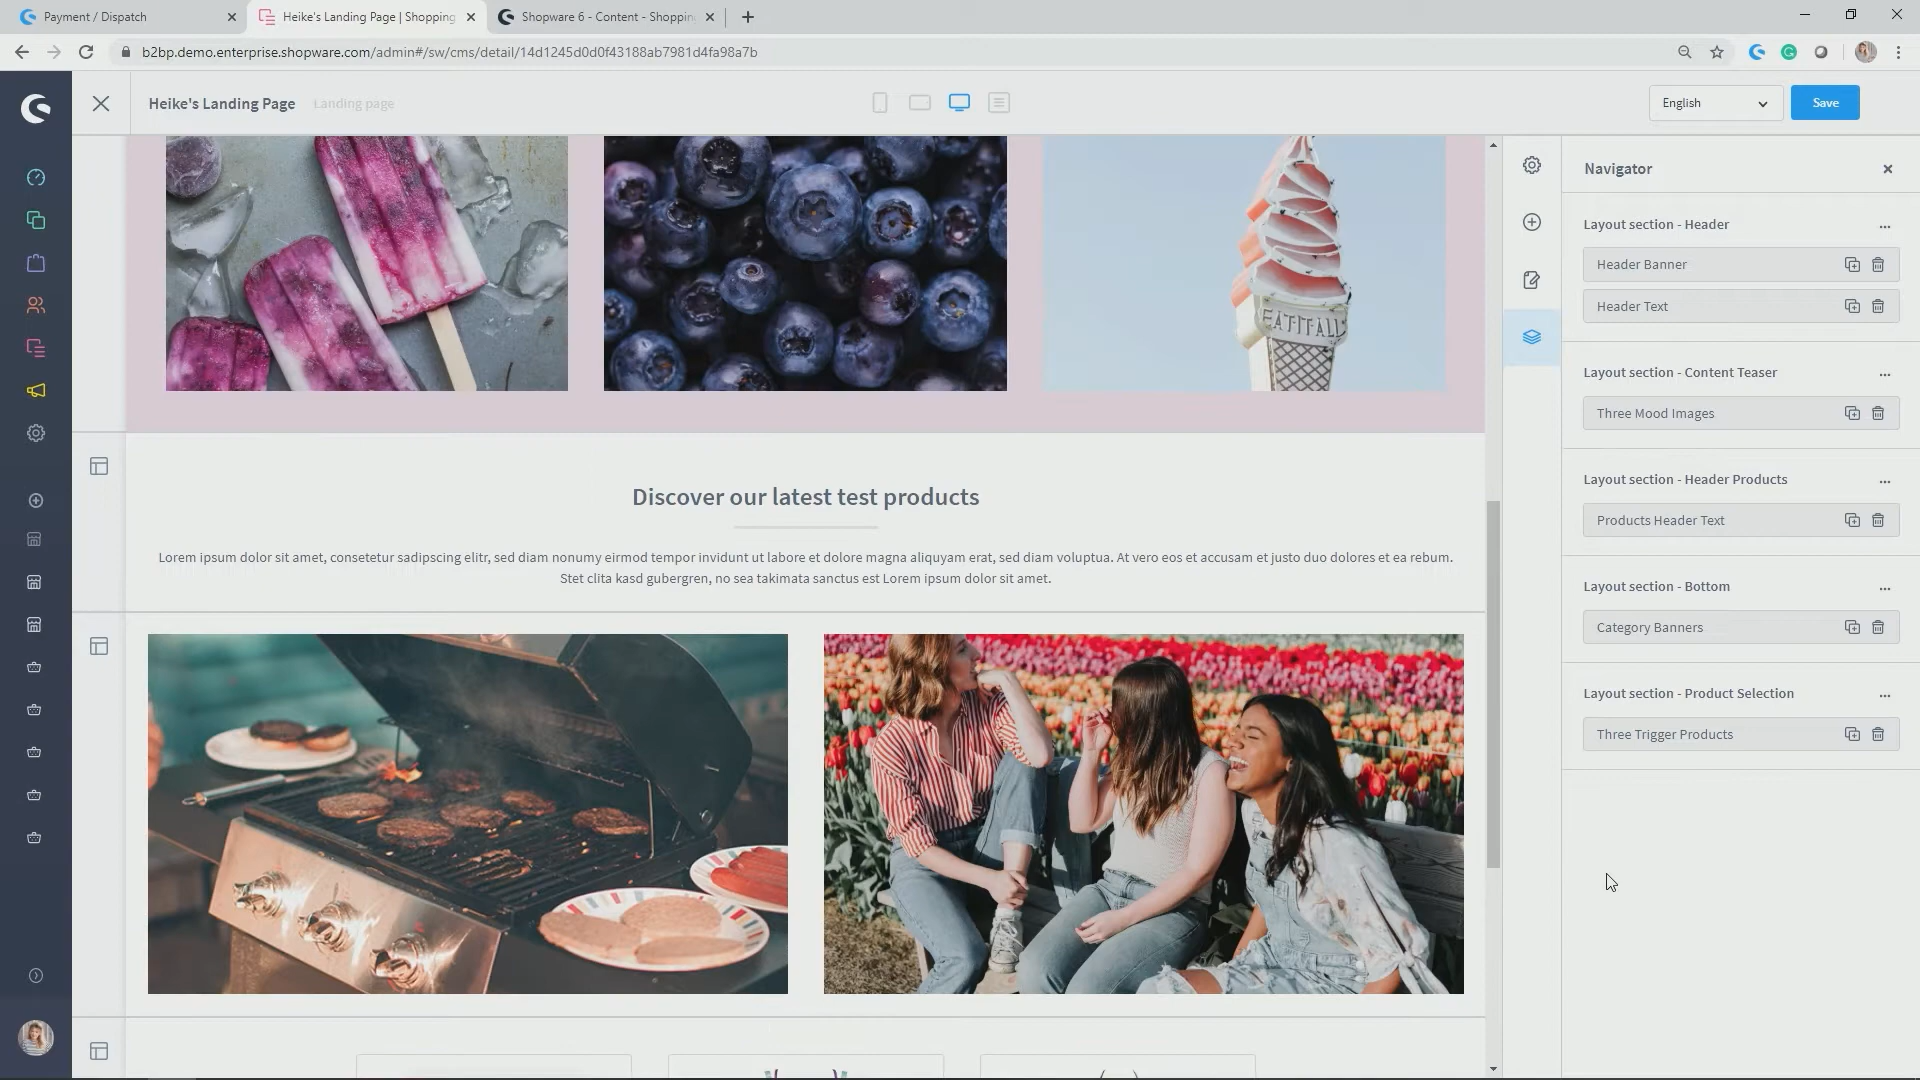 Payment / Dispatch
Heike's Landing Page | Shopping
Shopware 6 - Content - Shoppin
b2bp.demo.enterprise.shopware.com/admin#/sw/cms/detail/14d1245d0d0f43188ab7981d4fa98a7b
Heike's Landing Page
Landing page
English
Save
EATITALL
Discover our latest test products
Lorem ipsum dolor sit amet, consetetur sadipscing elitr, sed diam nonumy eirmod tempor invidunt ut labore et dolore magna aliquyam erat, sed diam voluptua. At vero eos et accusam et justo duo dolores et ea rebum.
Stet clita kasd gubergren, no sea takimata sanctus est Lorem ipsum dolor sit amet.
Navigator
Layout section - Header
Header Banner
Header Text
Layout section - Content Teaser
Three Mood Images
Layout section - Header Products
Products Header Text
Layout section - Bottom
Category Banners
Layout section - Product Selection
Three Trigger Products